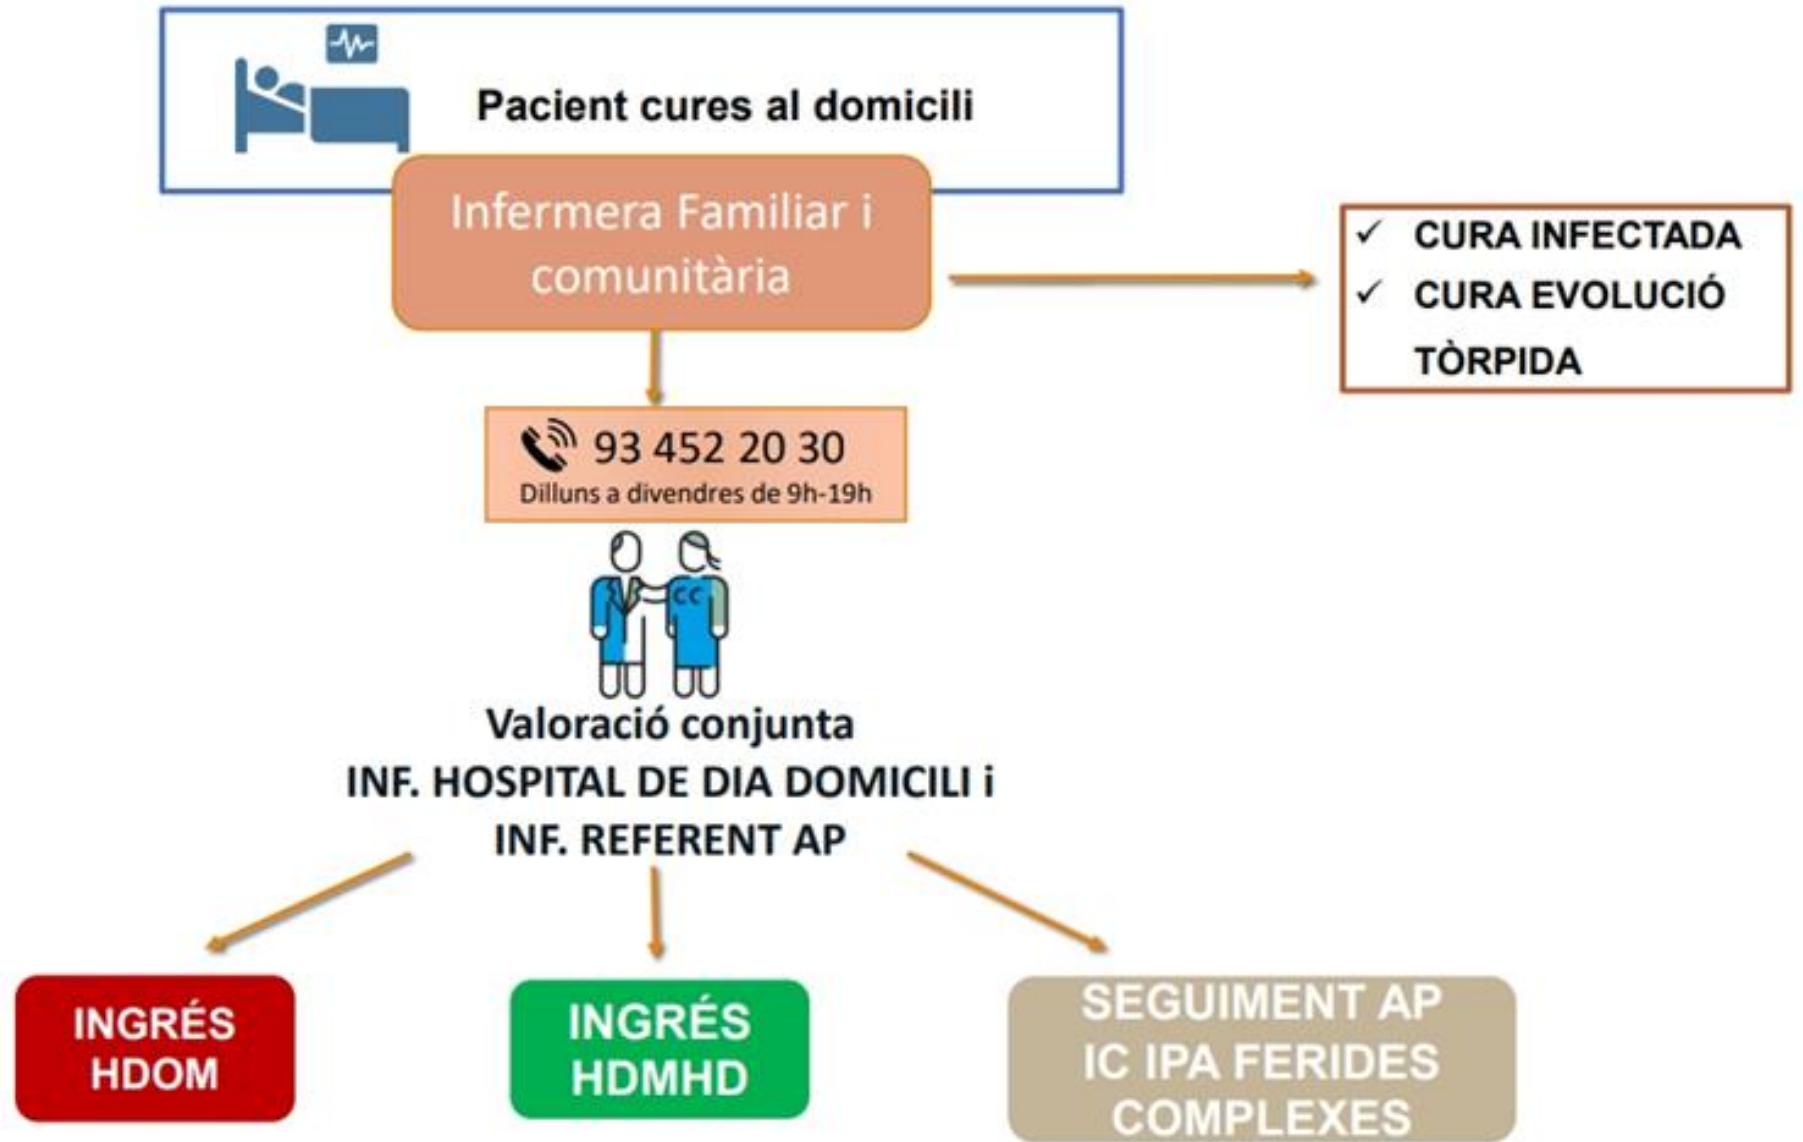 Pacient cures al domicili
Infermera Familiar i
comunitària
✓ CURA INFECTADA
✓ CURA EVOLUCIÓ
TÒRPIDA
93 452 20 30
Dilluns a divendres de 9h-19h
CC
Valoració conjunta
INF. HOSPITAL DE DIA DOMICILI i
INF. REFERENT AP
INGRÉS
HDOM
INGRÉS
HDMHD
SEGUIMENT AP
IC IPA FERIDES
COMPLEXES